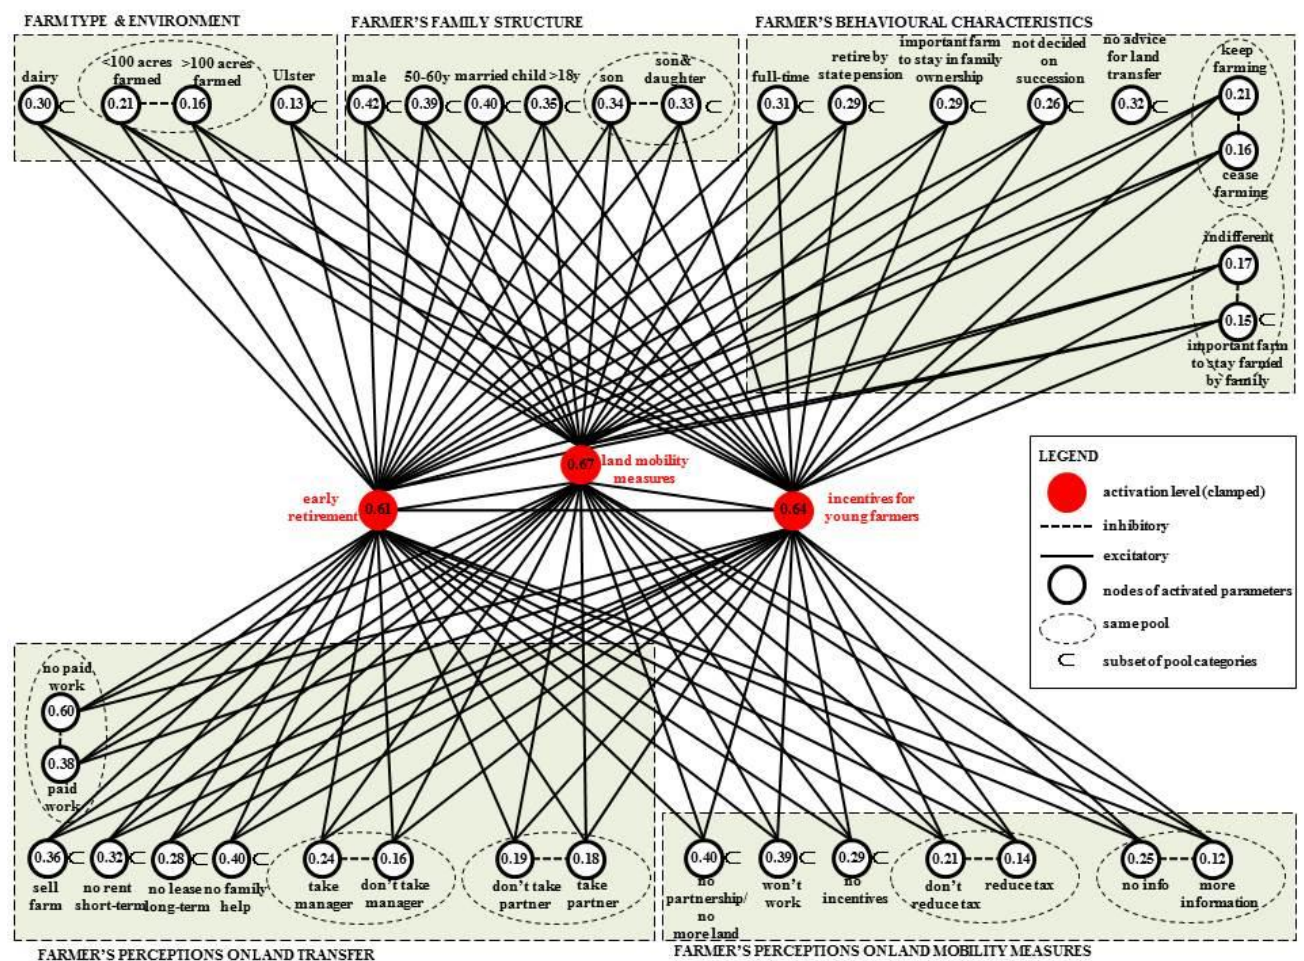 FARM TYPE & ENVIRONMENT
FARMER'S FAMILY STRUCTURE
FARMER'S BEHAVIOURAL CHARACTERISTICS
dairy
<100 acres
farmed
>100 acres
farmed
Ulster
0.30
0.21
0.16
0.13
male
50-60y
married
child >18y
son
son &
daughter
0.42
0.39
0.40
0.35
0.34
0.33
full-time
retire by
state pension
important farm
to stay in family
ownership
not decided
on
succession
no advice
for land
transfer
keep
farming
0.31
0.29
0.29
0.26
0.32
0.21
0.16
cease
farming
indifferent
0.17
0.15
important farm
to stay farmed
by family
early
retirement
0.61
0.67
land mobility
measures
0.64
incentives for
young farmers
LEGEND
activation level (clamped)
inhibitory
excitatory
nodes of activated parameters
same pool
subset of pool categories
no paid
work
0.60
0.38
paid
work
0.36
0.32
0.28
0.40
0.24
0.16
0.19
0.18
sell
farm
no rent
short-term
no lease
long-term
no family
help
take
manager
don't take
manager
don't take
partner
take
partner
0.40
0.39
0.29
0.21
0.14
0.25
0.12
no
partnership/
no
more land
won't
work
no
incentives
don't
reduce tax
reduce tax
no info
more
information
FARMER'S PERCEPTIONS ON LAND TRANSFER
FARMER'S PERCEPTIONS ON LAND MOBILITY MEASURES